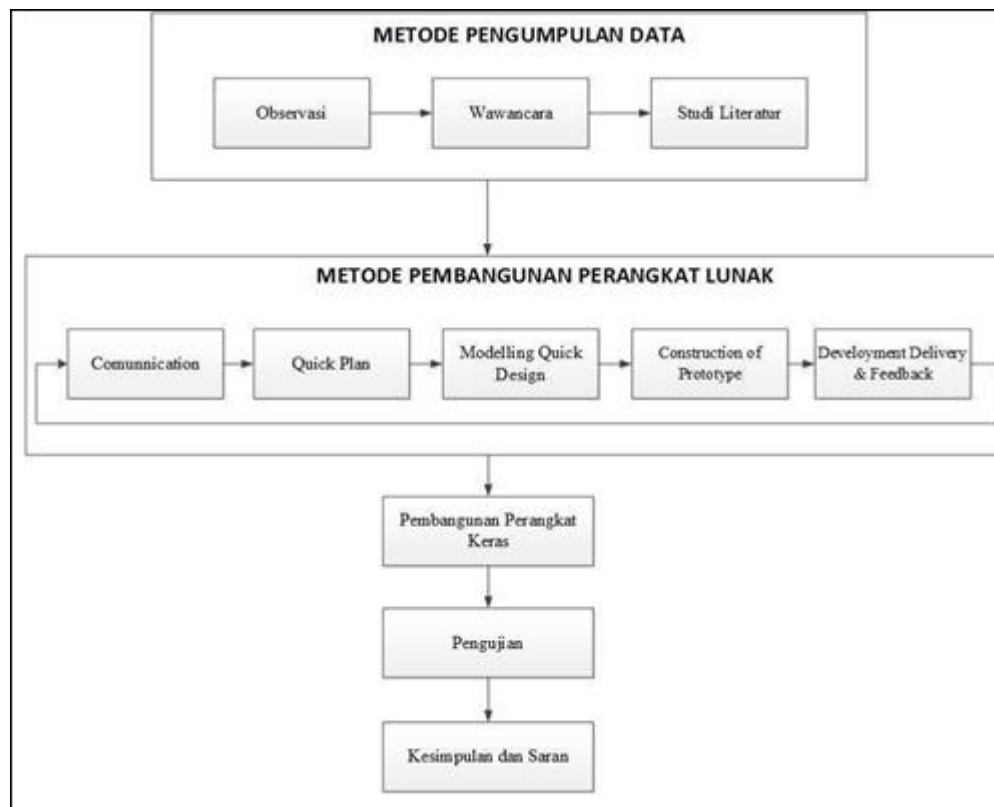 METODE PENGUMPULAN DATA
Observasi
Wawancara
Studi Literatur
METODE PEMBANGUNAN PERANGKAT LUNAK
Comunnication
Quick Plan
Modelling Quick
Design
Construction of
Prototype
Develoyment Delivery
& Feedback
Pembangunan Perangkat
Keras
Pengujian
Kesimpulan dan Saran